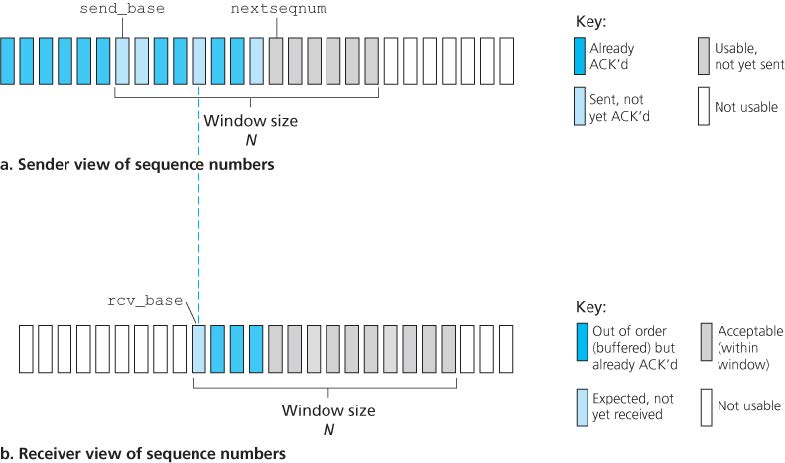 send_base
nextseqnum
Key:
Already
ACK'd
Usable,
not yet sent
Sent, not
yet ACK'd
Not usable
Window size
N
a. Sender view of sequence numbers
rcv_base
Key:
Out of order
(buffered) but
already ACK'd
Acceptable
(within
window)
Expected, not
yet received
Not usable
Window size
N
b. Receiver view of sequence numbers